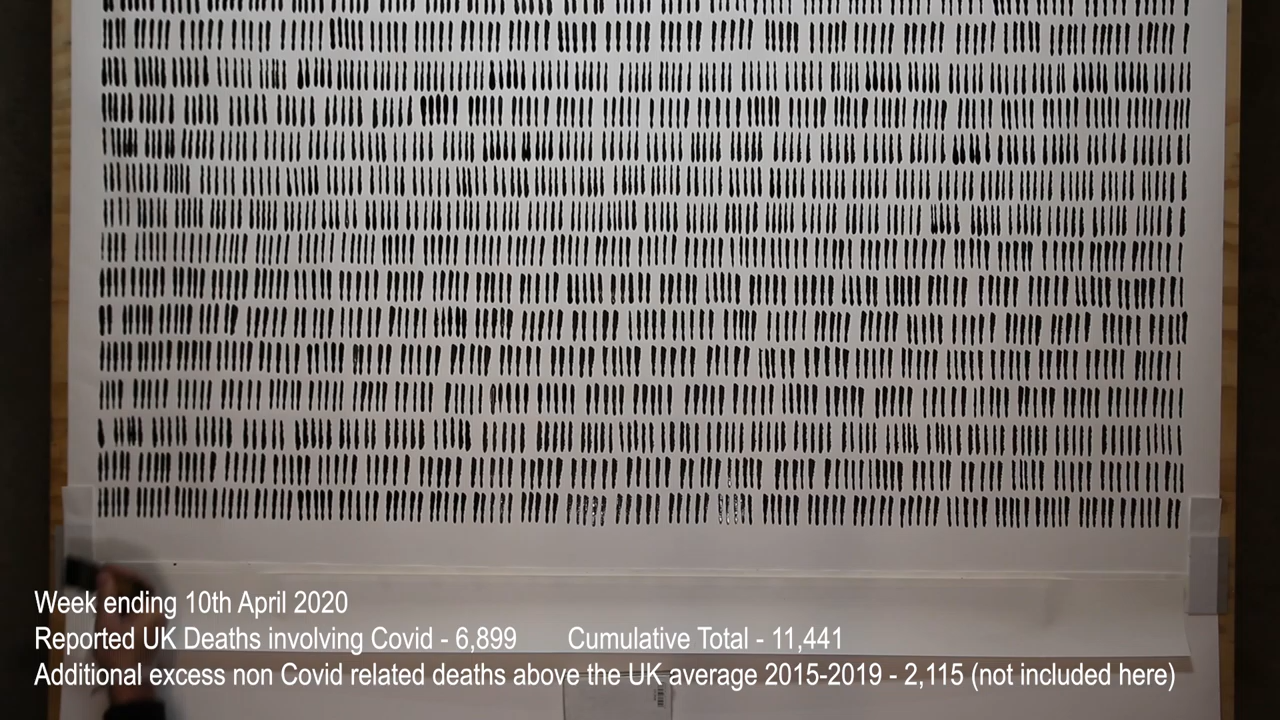 Week ending 10th April 2020
Reported UK Deaths involving Covid - 6,899 Cumulative Total - 11,441
Additional excess non Covid related deaths above the UK average 2015-2019 - 2,115 (not included here)